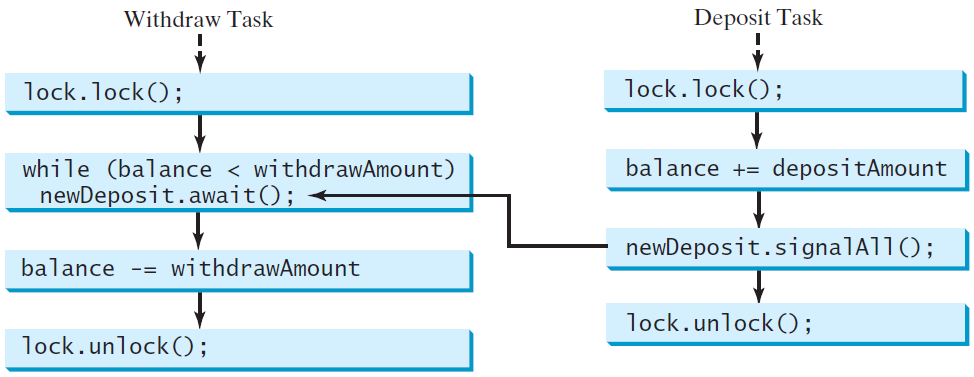 Withdraw Task
lock.lock();
while (balance < withdrawAmount)
newDeposit.await();
balance -= withdrawAmount
lock.unlock();
Deposit Task
lock.lock();
balance += depositAmount
newDeposit.signalAll();
lock.unlock();